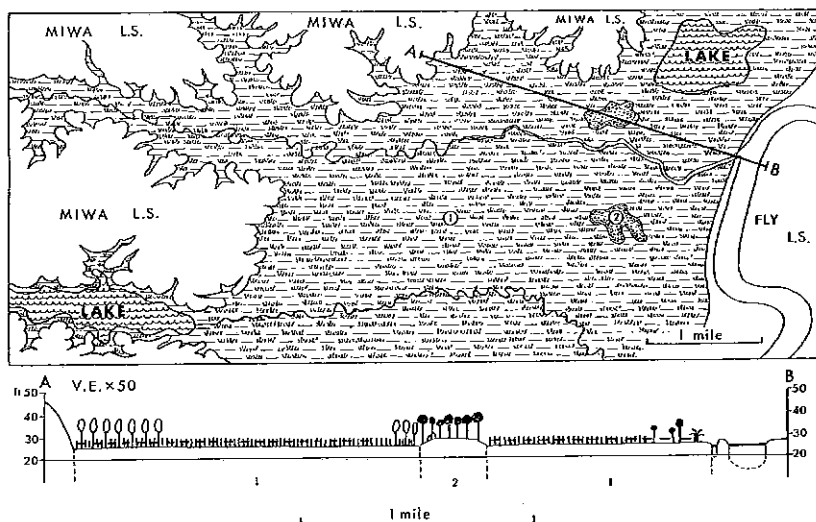 MIWA L.S.
MIWA L.S.
MIWA L.S.
A
LAKE
B
MIWA L.S.
1
2
FLY
L.S.
LAKE
1 mile
A V.E. ×50 B
ft 50 50
40 40
30 30
20 20
1 2 1
1 mile